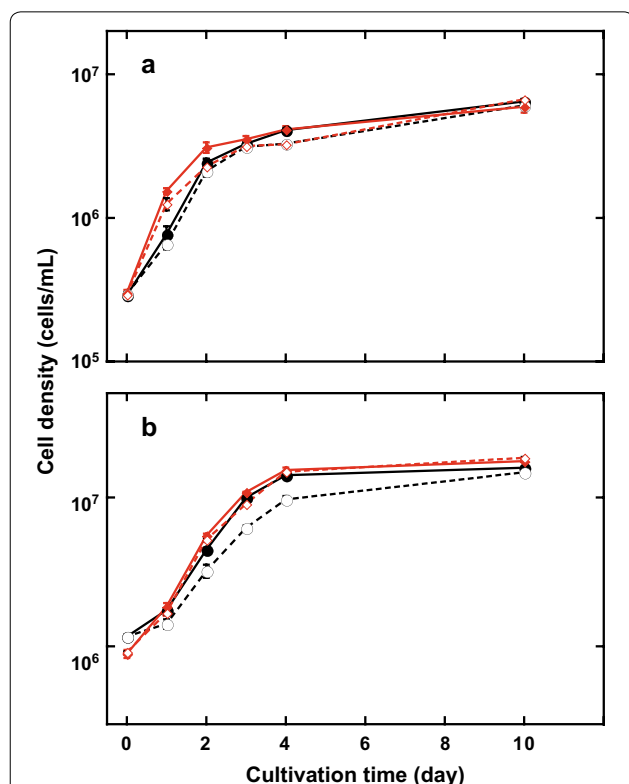 a
10⁷
10⁶
10⁵
b
10⁷
10⁶
Cell density (cells/mL)
0 2 4 6 8 10
Cultivation time (day)